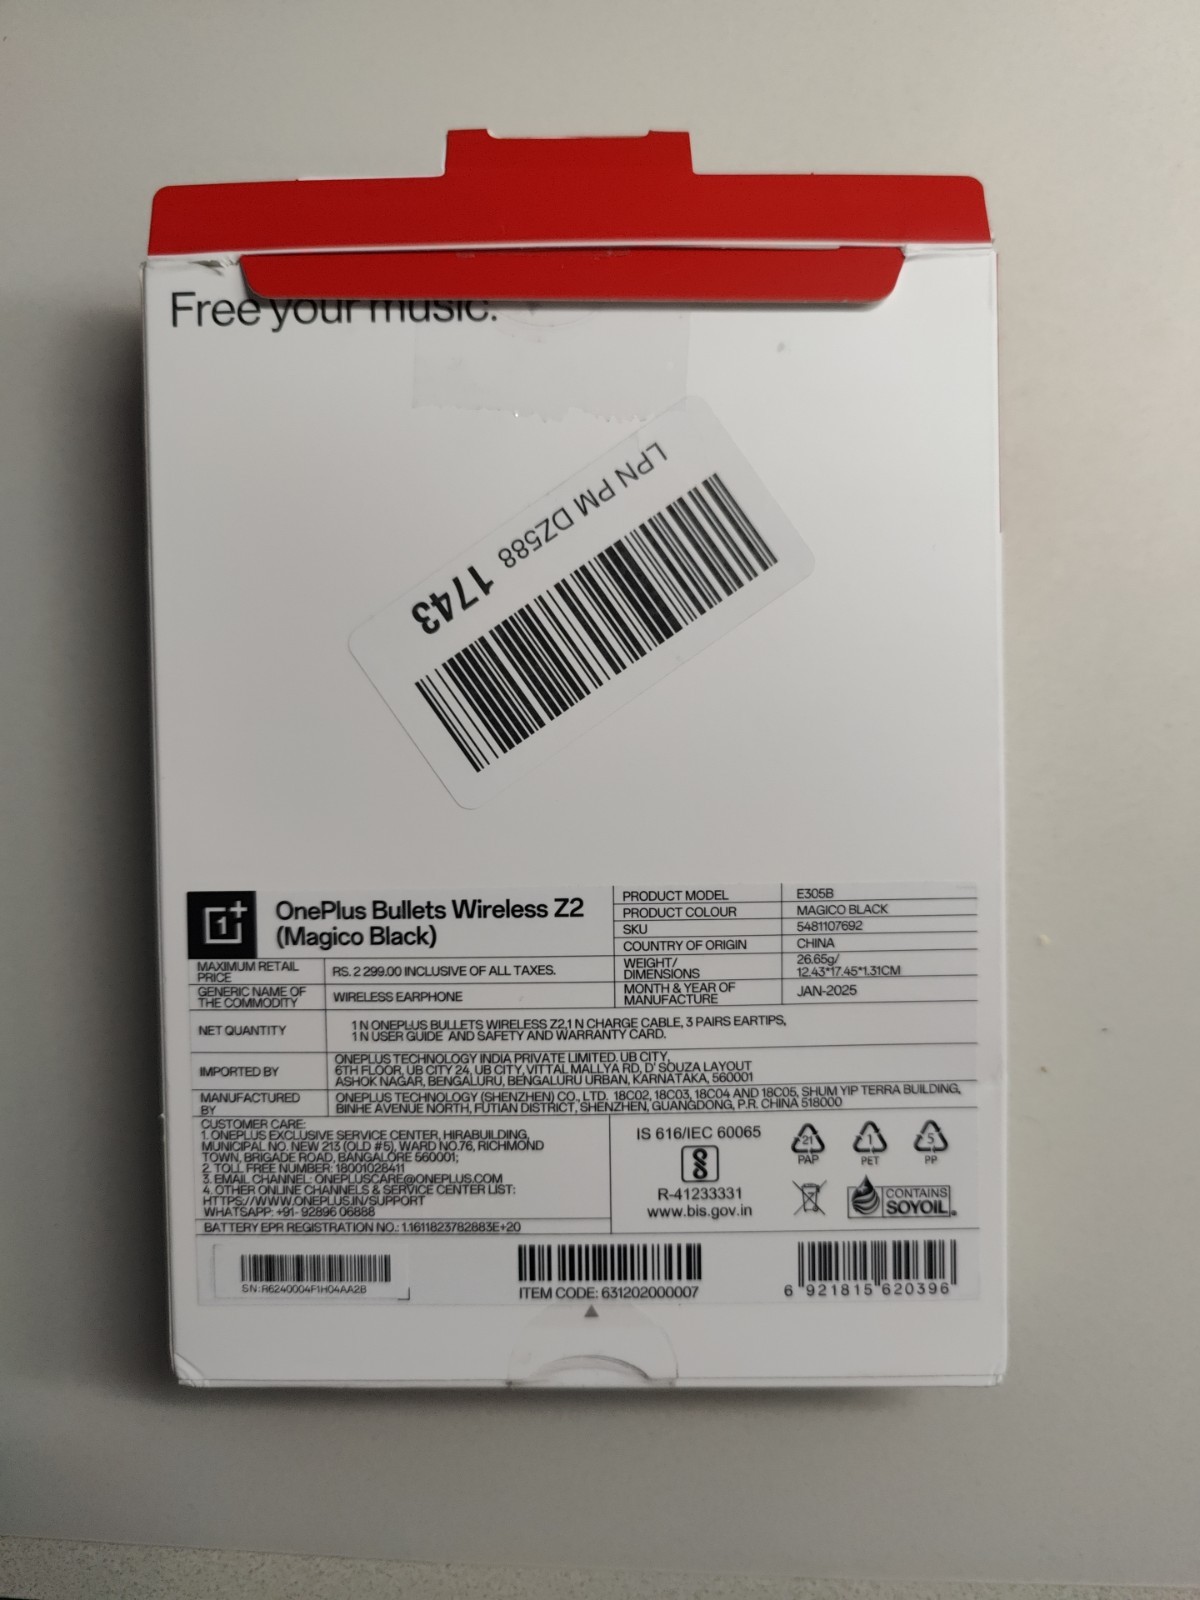 Free your music.
LPN PM DZ588 1743
OnePlus Bullets Wireless Z2
(Magico Black)
PRODUCT MODEL E305B
PRODUCT COLOUR MAGICO BLACK
SKU 5481107692
COUNTRY OF ORIGIN CHINA
WEIGHT/
DIMENSIONS
26.65g/
12.43*17.45*1.31CM
MONTH & YEAR OF
MANUFACTURE
JAN-2025
MAXIMUM RETAIL
PRICE
RS. 2 299.00 INCLUSIVE OF ALL TAXES.
GENERIC NAME OF
THE COMMODITY
WIRELESS EARPHONE
NET QUANTITY
1 N ONEPLUS BULLETS WIRELESS Z2,1 N CHARGE CABLE, 3 PAIRS EARTIPS,
1 N USER GUIDE AND SAFETY AND WARRANTY CARD.
IMPORTED BY
ONEPLUS TECHNOLOGY INDIA PRIVATE LIMITED. UB CITY,
6TH FLOOR, UB CITY 24, UB CITY, VITTAL MALLYA RD, D' SOUZA LAYOUT
ASHOK NAGAR, BENGALURU, BENGALURU URBAN, KARNATAKA, 560001
MANUFACTURED
BY
ONEPLUS TECHNOLOGY (SHENZHEN) CO., LTD. 18C02, 18C03, 18C04 AND 18C05, SHUM YIP TERRA BUILDING,
BINHE AVENUE NORTH, FUTIAN DISTRICT, SHENZHEN, GUANGDONG, P.R. CHINA 518000
CUSTOMER CARE:
1. ONEPLUS EXCLUSIVE SERVICE CENTER, HIRABUILDING,
MUNICIPAL NO. NEW 213 (OLD #5), WARD NO.76, RICHMOND
TOWN, BRIGADE ROAD, BANGALORE 560001;
2. TOLL FREE NUMBER: 18001028411
3. EMAIL CHANNEL: ONEPLUSCARE@ONEPLUS.COM
4. OTHER ONLINE CHANNELS & SERVICE CENTER LIST:
HTTPS://WWW.ONEPLUS.IN/SUPPORT
WHATSAPP: +91- 92896 06888
BATTERY EPR REGISTRATION NO.: 1.1611823782883E+20
IS 616/IEC 60065
R-41233331
www.bis.gov.in
21
PAP
1
PET
5
PP
CONTAINS
SOYOIL
SN:R6240004F1H04AA2B
ITEM CODE: 631202000007
6 921815 620396